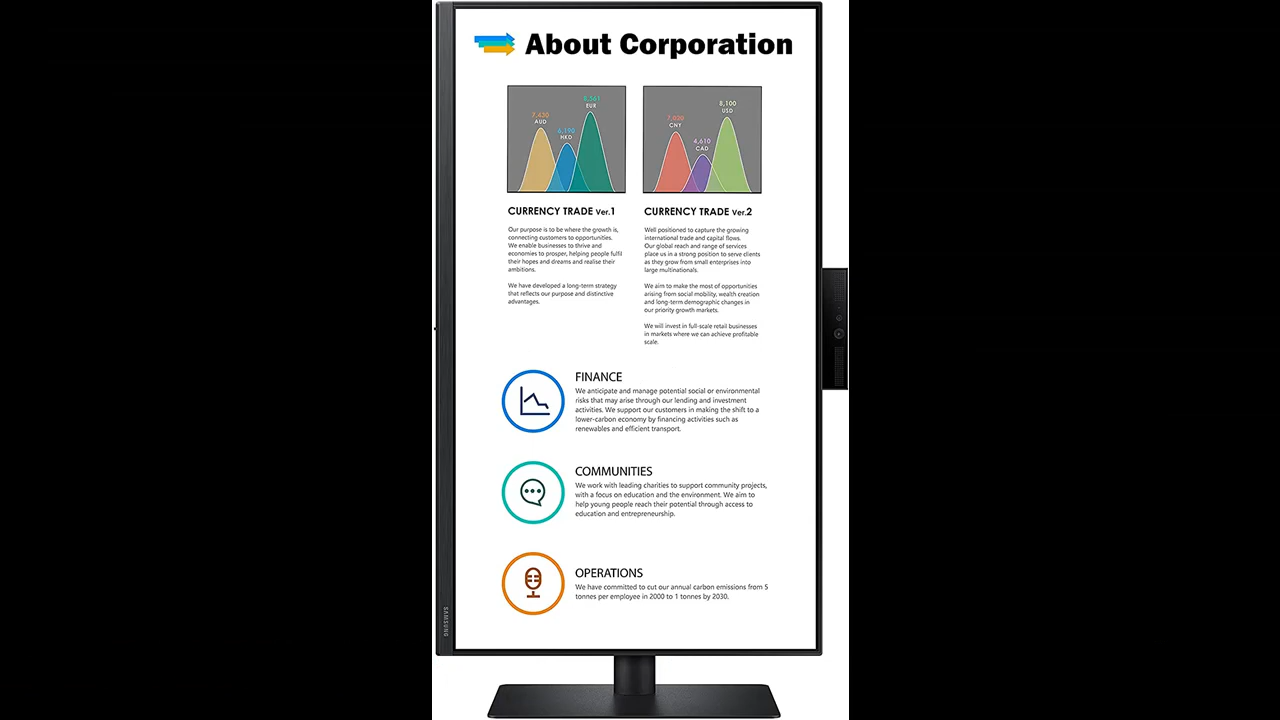 About Corporation
8,561
EUR
7,430
AUD
6,190
HKD
8,100
USD
7,020
CNY
4,610
CAD
CURRENCY TRADE Ver.1
Our purpose is to be where the growth is,
connecting customers to opportunities.
We enable businesses to thrive and
economies to prosper, helping people fulfil
their hopes and dreams and realise their
ambitions.
We have developed a long-term strategy
that reflects our purpose and distinctive
advantages.
CURRENCY TRADE Ver.2
Well positioned to capture the growing
international trade and capital flows.
Our global reach and range of services
place us in a strong position to serve clients
as they grow from small enterprises into
large multinationals.
We aim to make the most of opportunities
arising from social mobility, wealth creation
and long-term demographic changes in
our priority growth markets.
We will invest in full-scale retail businesses
in markets where we can achieve profitable
scale.
FINANCE
We anticipate and manage potential social or environmental
risks that may arise through our lending and investment
activities. We support our customers in making the shift to a
lower-carbon economy by financing activities such as
renewables and efficient transport.
COMMUNITIES
We work with leading charities to support community projects,
with a focus on education and the environment. We aim to
help young people reach their potential through access to
education and entrepreneurship.
OPERATIONS
We have committed to cut our annual carbon emissions from 5
tonnes per employee in 2000 to 1 tonnes by 2030.
SAMSUNG